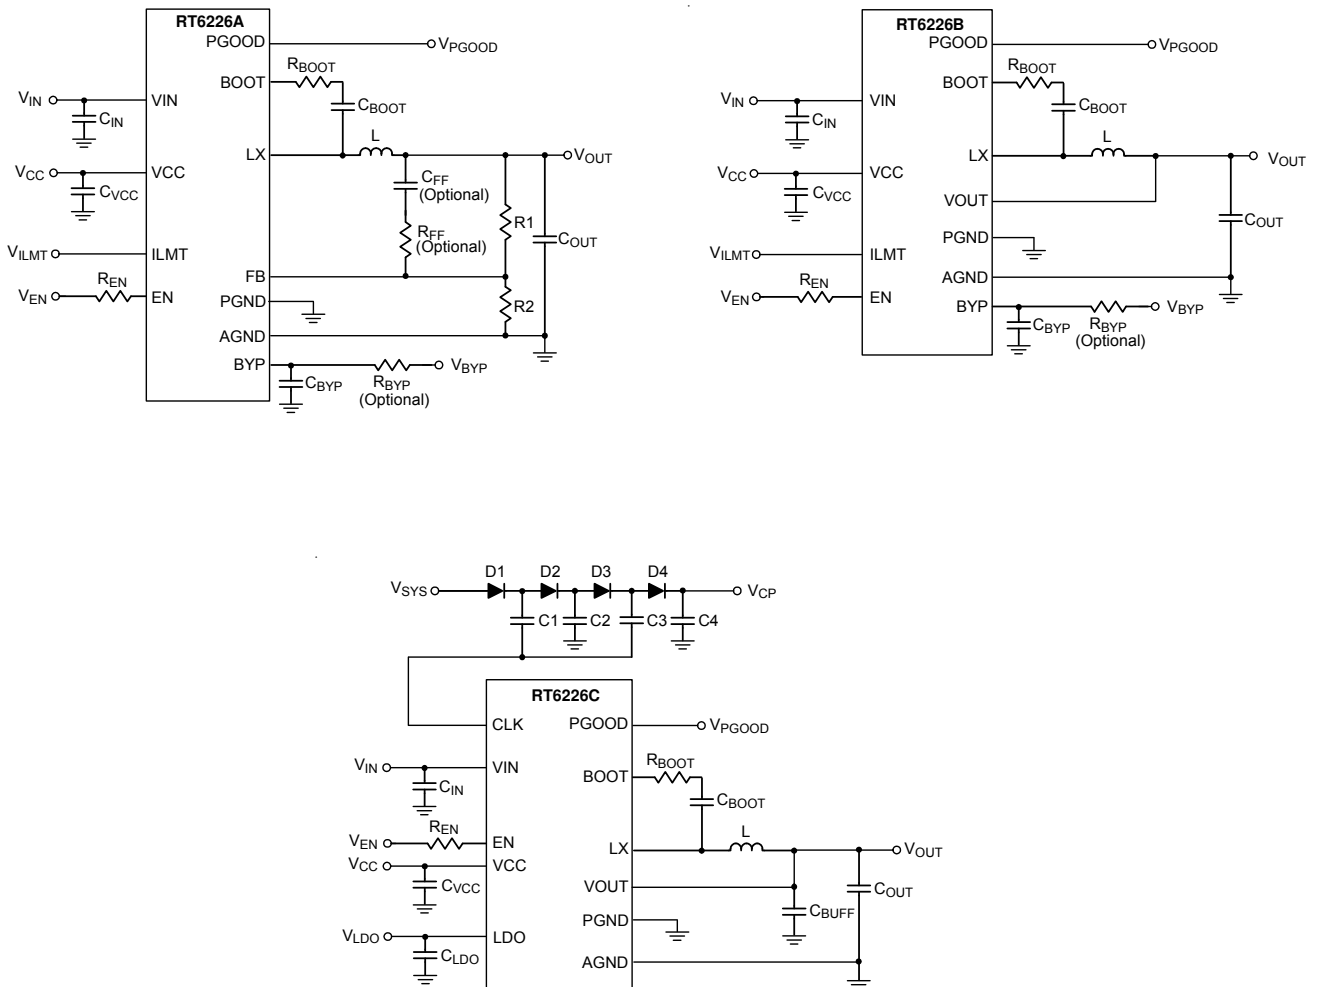 RT6226A
PGOOD
VPGOOD
RBOOT
BOOT
CBOOT
VIN
VIN
CIN
L
LX
VOUT
VCC
VCC
CVCC
CFF
(Optional)
R1
RFF
(Optional)
COUT
VILMT
ILMT
FB
REN
VEN
EN
PGND
R2
AGND
BYP
VBYP
CBYP
RBYP
(Optional)
RT6226B
PGOOD
VPGOOD
RBOOT
BOOT
CBOOT
VIN
VIN
CIN
L
LX
VOUT
VCC
VCC
CVCC
VOUT
COUT
PGND
VILMT
ILMT
AGND
REN
VEN
EN
BYP
VBYP
CBYP
RBYP
(Optional)
D1 D2 D3 D4
VSYS
VCP
C1 C2 C3 C4
RT6226C
CLK
PGOOD
VPGOOD
RBOOT
VIN
VIN
BOOT
CIN
CBOOT
REN
L
VEN
EN
LX
VOUT
VCC
VCC
CVCC
VOUT
COUT
CBUFF
PGND
VLDO
LDO
CLDO
AGND